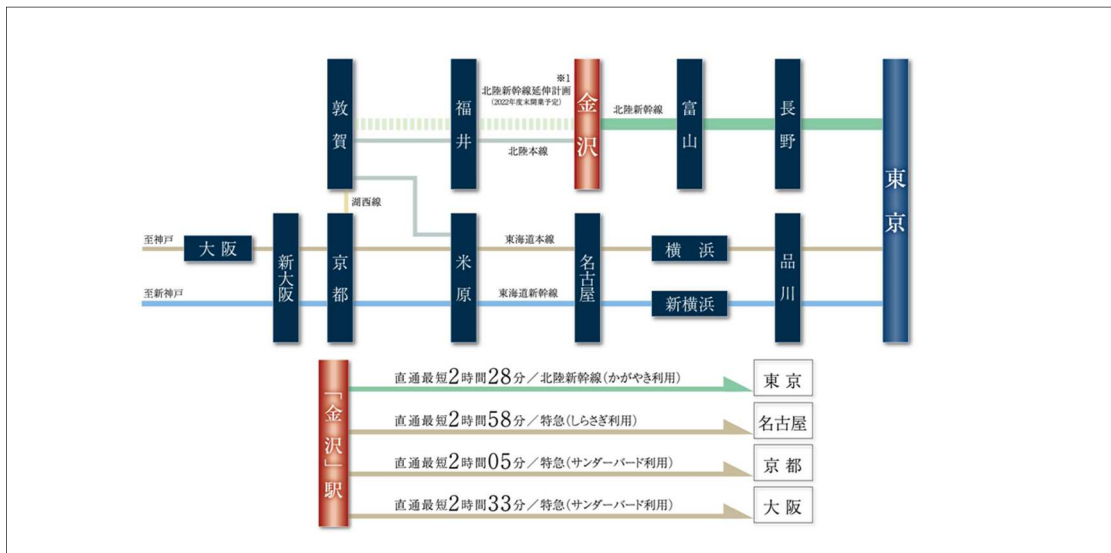 ※1
北陸新幹線延伸計画
(2022年度末開業予定)
北陸新幹線
敦賀
福井
金沢
富山
長野
東京
北陸本線
湖西線
至神戸
大阪
新大阪
京都
米原
東海道本線
名古屋
横浜
品川
至新神戸
東海道新幹線
新横浜
「金沢」駅
直通最短2時間28分/北陸新幹線(かがやき利用)
東京
直通最短2時間58分/特急(しらさぎ利用)
名古屋
直通最短2時間05分/特急(サンダーバード利用)
京都
直通最短2時間33分/特急(サンダーバード利用)
大阪